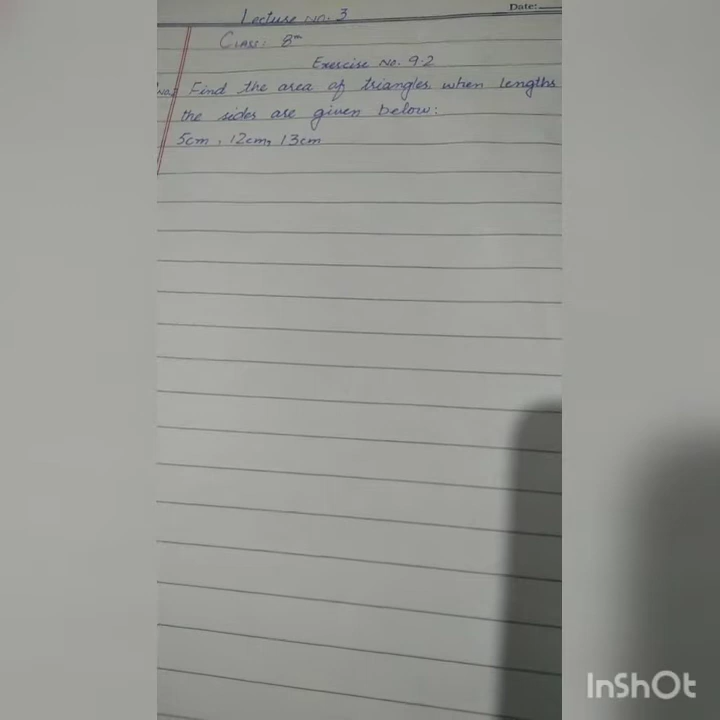 Date:
Lecture No. 3
Class: 8th
Exercise No. 9.2
Find the area of triangles when lengths
the sides are given below:
5cm, 12cm, 13cm
InShOt